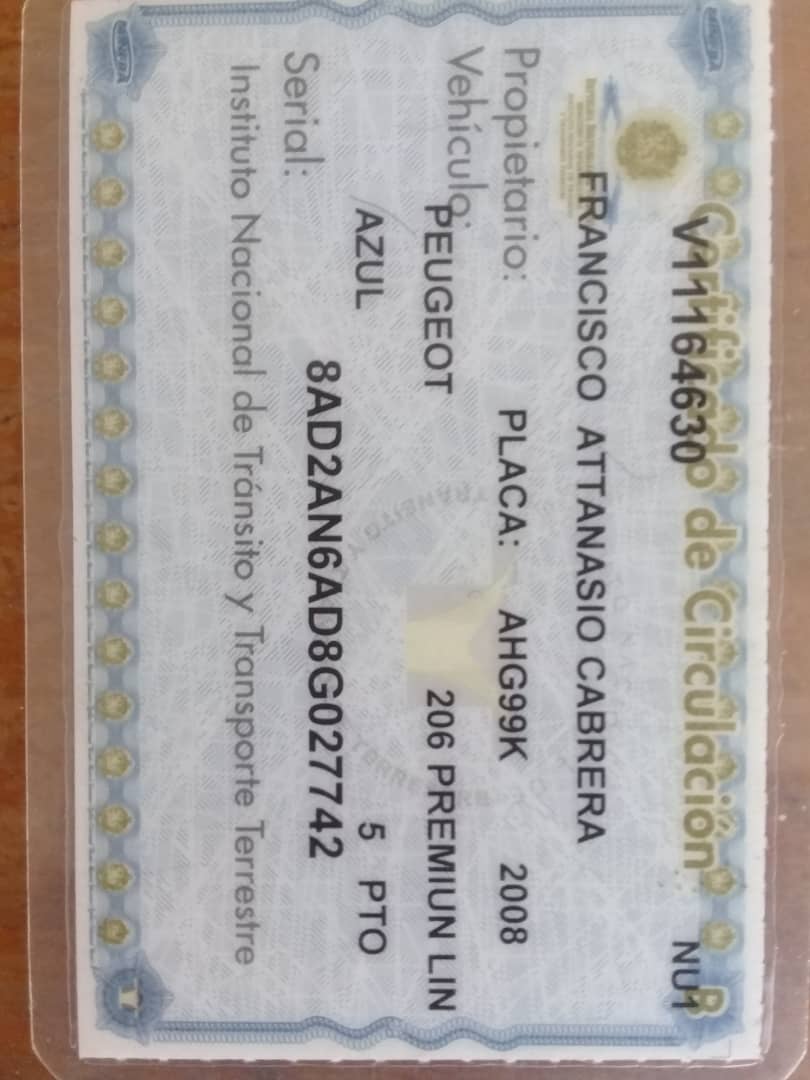 Certificado de Circulación
V11164630 NU1 B
FRANCISCO ATTANASIO CABRERA
Propietario: PLACA: AHG99K 2008
Vehículo: PEUGEOT 206 PREMIUN LIN
AZUL 5 PTO
Serial: 8AD2AN6AD8G027742
Instituto Nacional de Tránsito y Transporte Terrestre